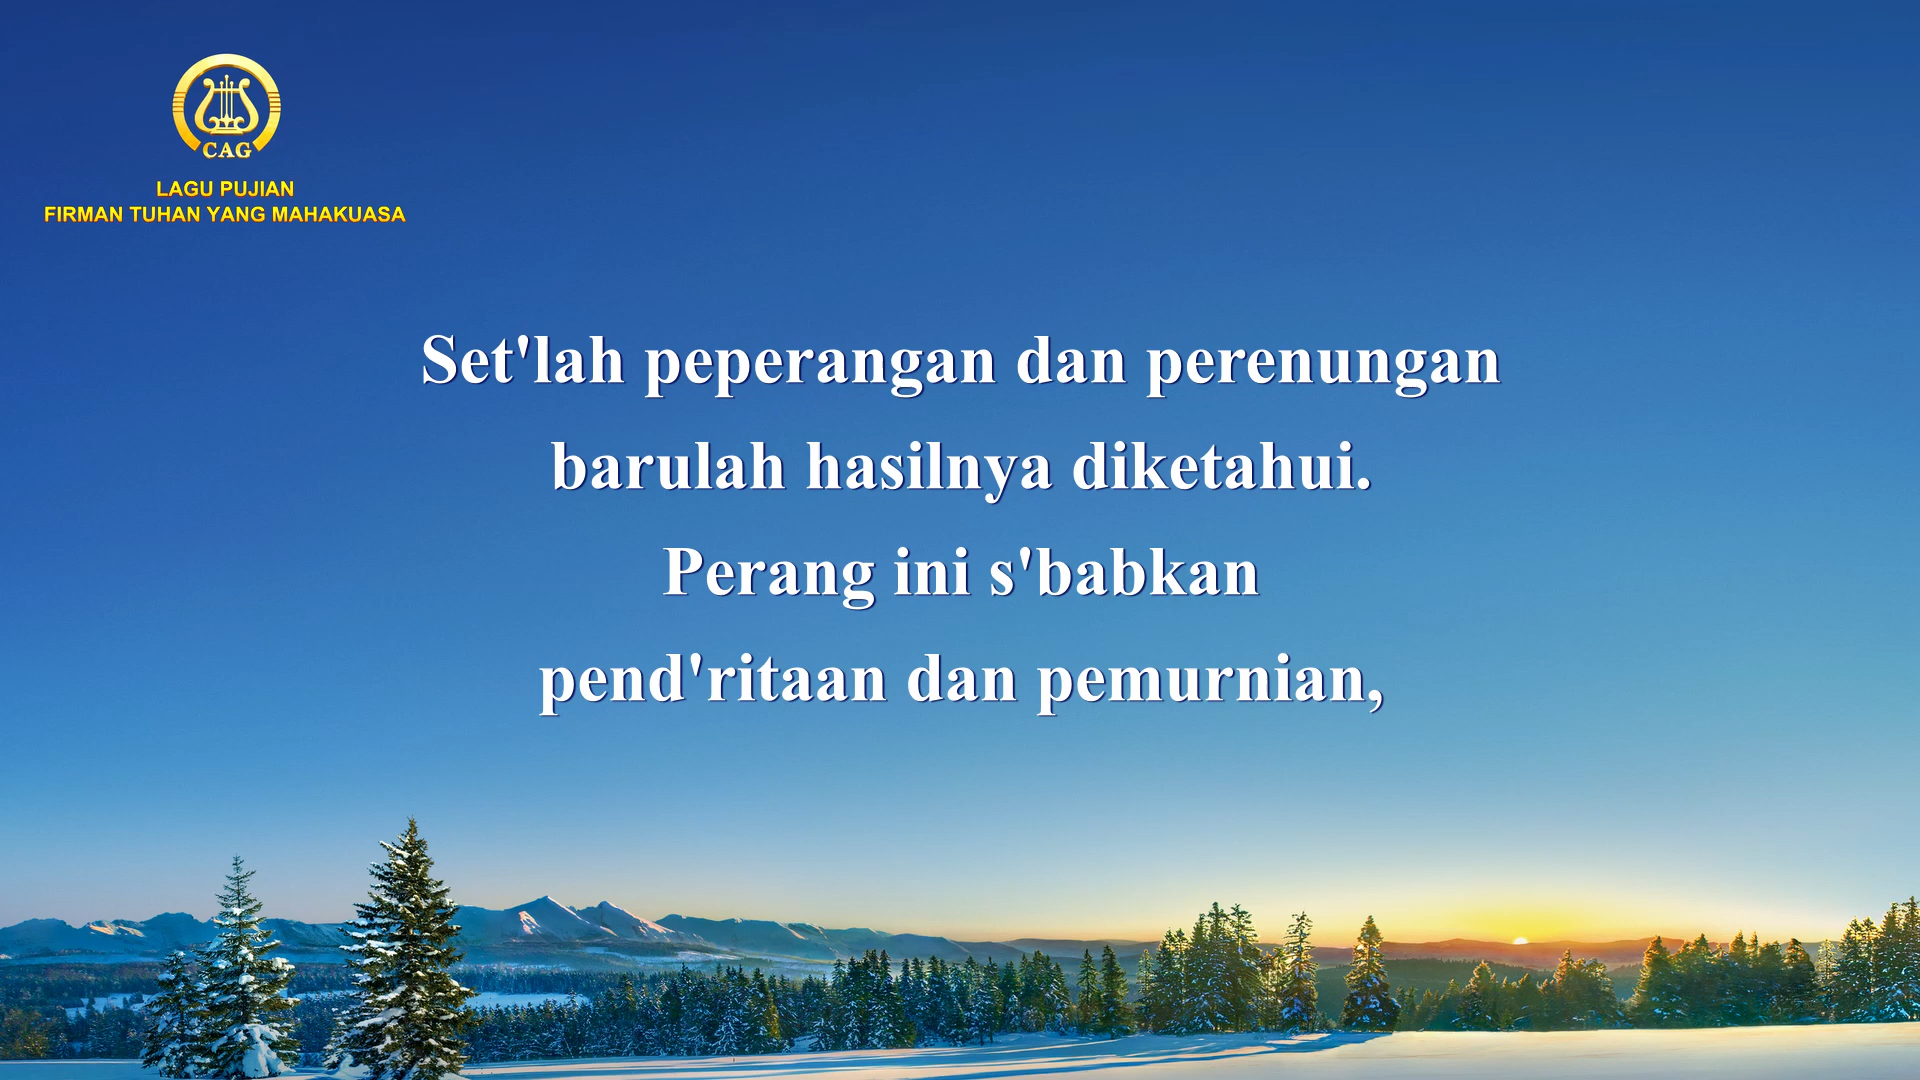 CAG
LAGU PUJIAN
FIRMAN TUHAN YANG MAHAKUASA
Set'lah peperangan dan perenungan
barulah hasilnya diketahui.
Perang ini s'babkan
pend'ritaan dan pemurnian,